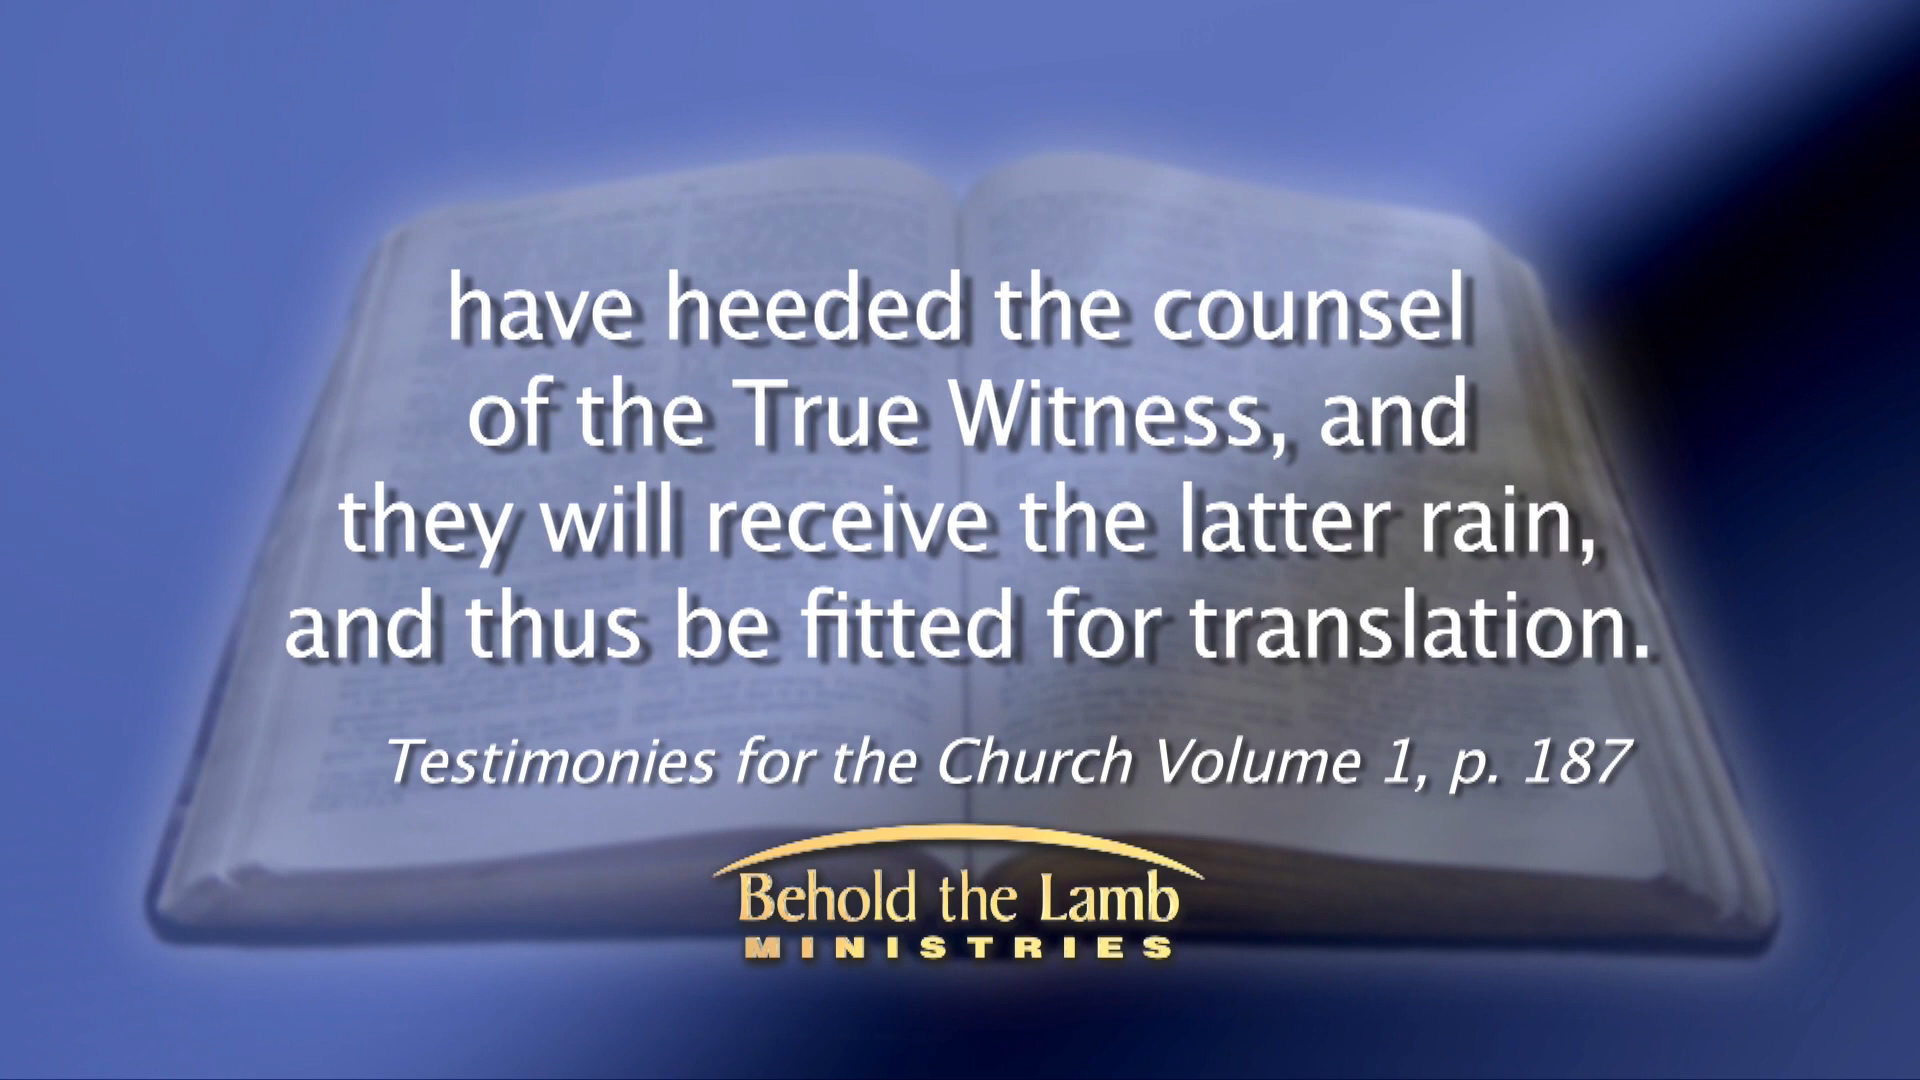 have heeded the counsel
of the True Witness, and
they will receive the latter rain,
and thus be fitted for translation.
Testimonies for the Church Volume 1, p. 187
Behold the Lamb
MINISTRIES